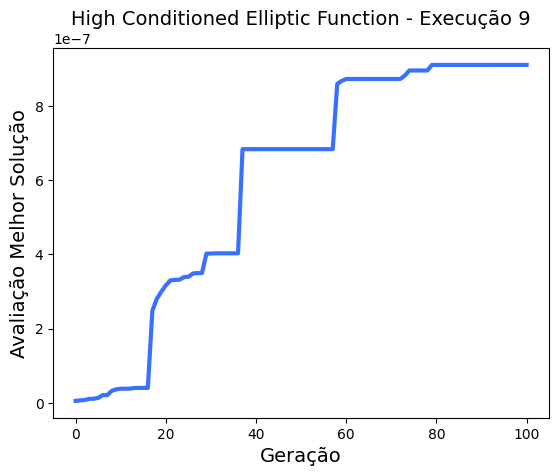 High Conditioned Elliptic Function - Execução 9
1e−7
8
6
4
2
0
Avaliação Melhor Solução
0 20 40 60 80 100
Geração